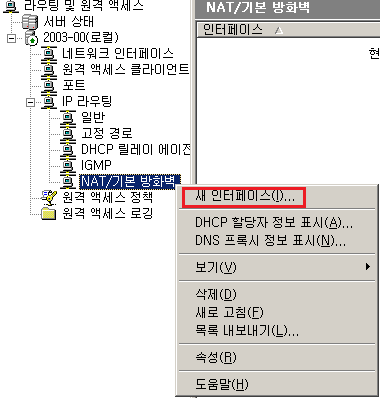 라우팅 및 원격 액세스
서버 상태
2003-00(로컬)
네트워크 인터페이스
원격 액세스 클라이언트
포트
IP 라우팅
일반
고정 경로
DHCP 릴레이 에이전
IGMP
NAT/기본 방화벽
원격 액세스 정책
원격 액세스 로깅
NAT/기본 방화벽
인터페이스
현
새 인터페이스(I)...
DHCP 할당자 정보 표시(A)...
DNS 프록시 정보 표시(N)...
보기(V)
삭제(D)
새로 고침(F)
목록 내보내기(L)...
속성(R)
도움말(H)